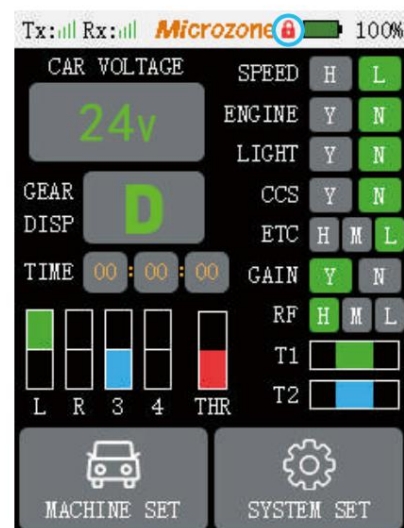 Tx: Rx: Microzone 100%
CAR VOLTAGE
24v
GEAR DISP D
TIME 00:00:00
SPEED H L
ENGINE Y N
LIGHT Y N
CCS Y N
ETC H M L
GAIN Y N
RF H M L
T1
T2
L R 3 4 THR
MACHINE SET
SYSTEM SET